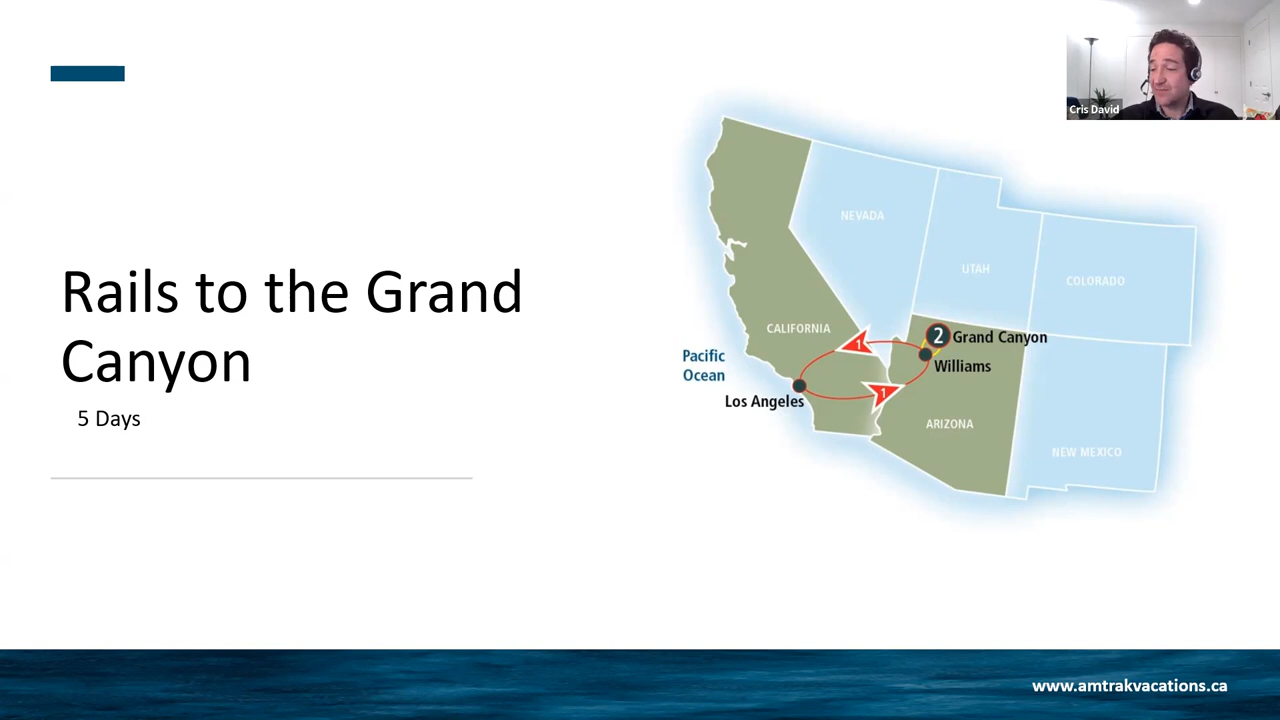 Cris David
Rails to the Grand
Canyon
5 Days
NEVADA
UTAH
COLORADO
CALIFORNIA
1
2
Grand Canyon
Williams
Pacific
Ocean
Los Angeles
1
ARIZONA
NEW MEXICO
www.amtrakvacations.ca